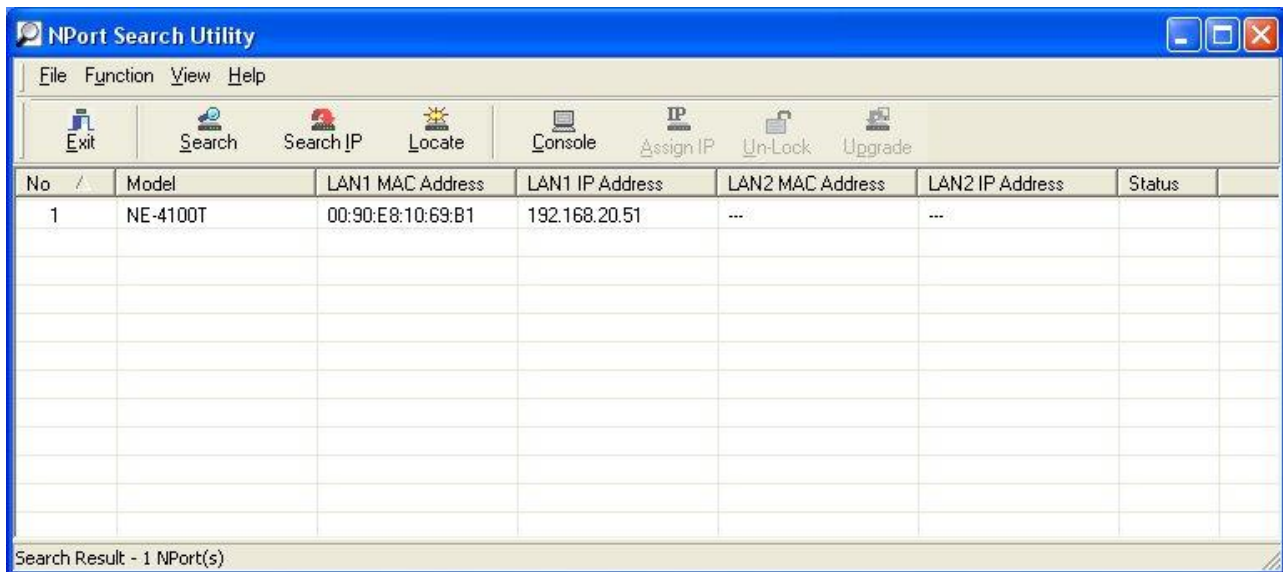 NPort Search Utility
File Function View Help
Exit Search Search IP Locate Console Assign IP Un-Lock Upgrade
No Model LAN1 MAC Address LAN1 IP Address LAN2 MAC Address LAN2 IP Address Status
1 NE-4100T 00:90:E8:10:69:B1 192.168.20.51 --- ---
Search Result - 1 NPort(s)